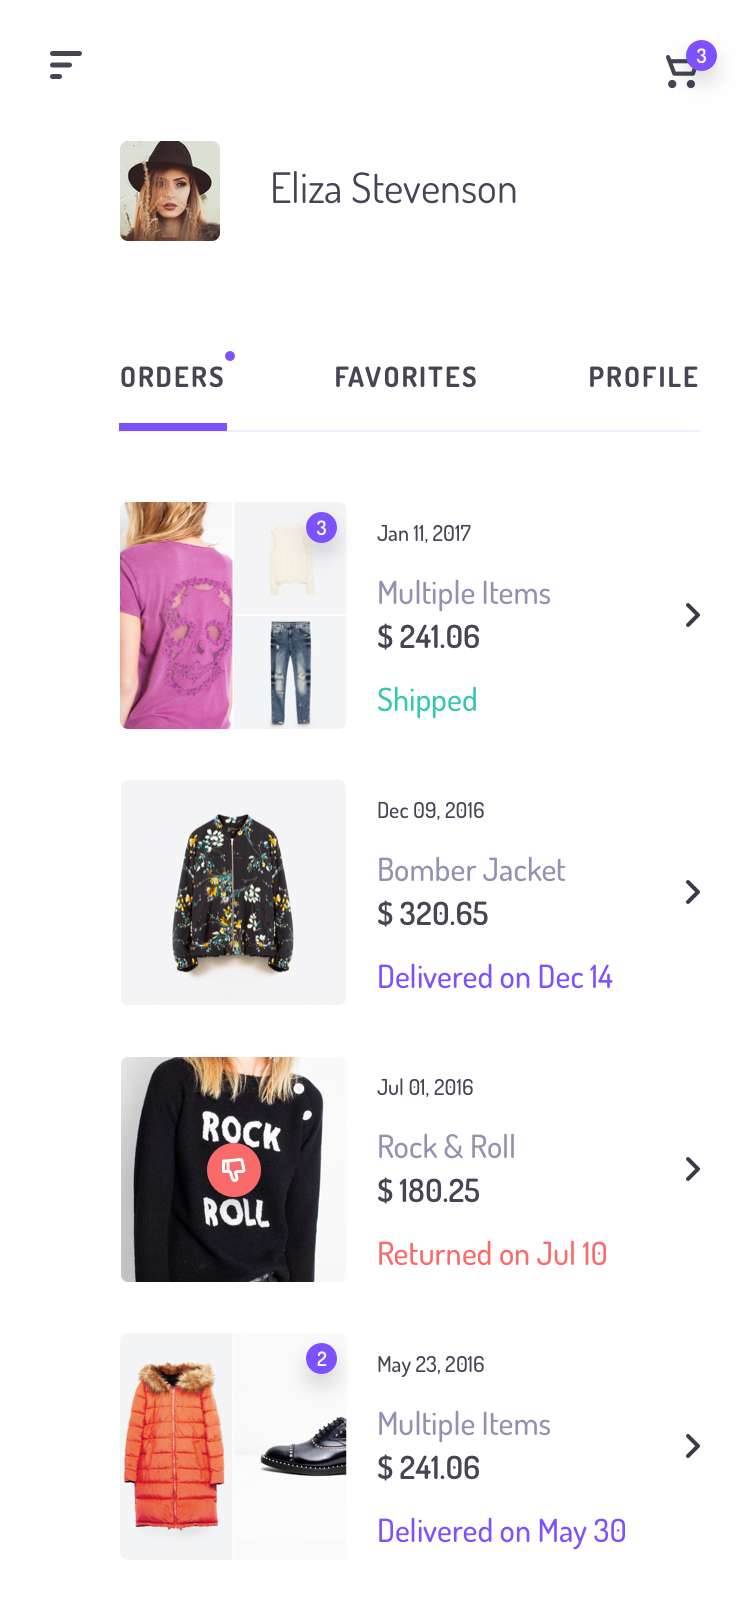 3
Eliza Stevenson
ORDERS FAVORITES PROFILE
3
Jan 11, 2017
Multiple Items
$ 241.06
Shipped
Dec 09, 2016
Bomber Jacket
$ 320.65
Delivered on Dec 14
ROCK
ROLL
Jul 01, 2016
Rock & Roll
$ 180.25
Returned on Jul 10
2
May 23, 2016
Multiple Items
$ 241.06
Delivered on May 30